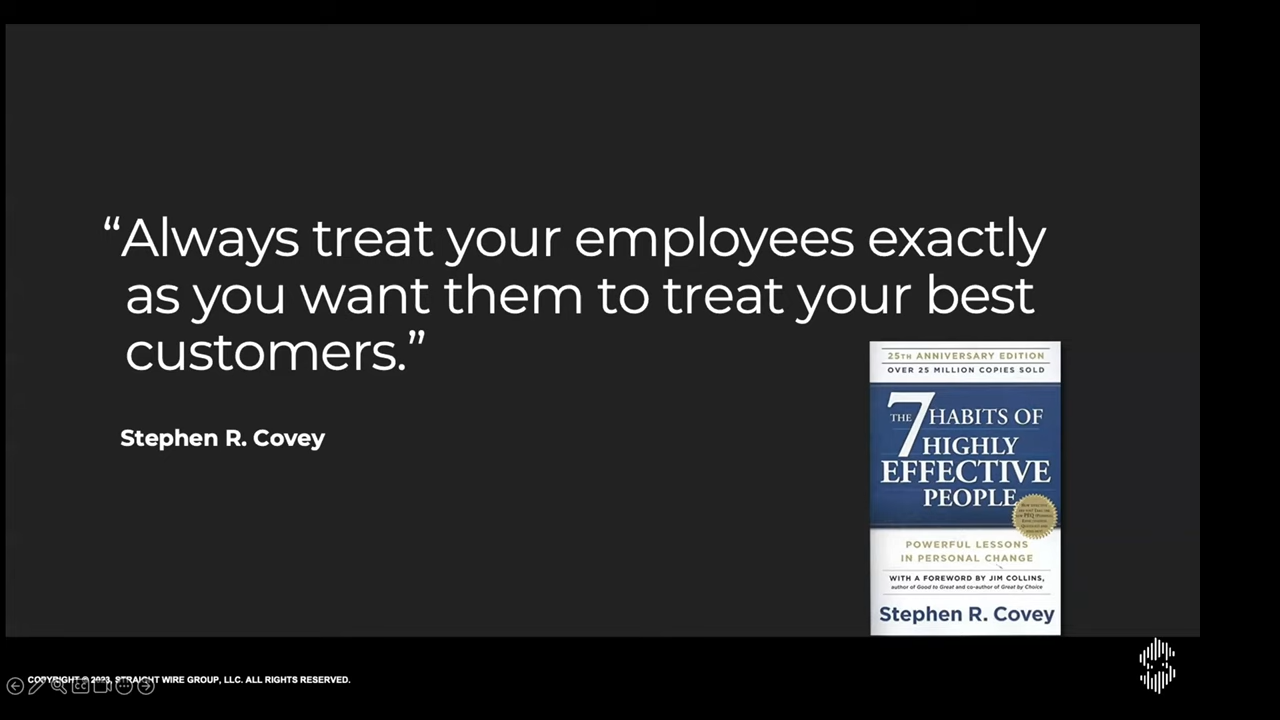 “Always treat your employees exactly
as you want them to treat your best
customers.”
Stephen R. Covey
25TH ANNIVERSARY EDITION
OVER 25 MILLION COPIES SOLD
THE 7 HABITS OF
HIGHLY
EFFECTIVE
PEOPLE
POWERFUL LESSONS
IN PERSONAL CHANGE
WITH A FOREWORD BY JIM COLLINS,
author of Good to Great and co-author of Great by Choice
Stephen R. Covey
COPYRIGHT © 2023, STRAIGHT WIRE GROUP, LLC. ALL RIGHTS RESERVED.